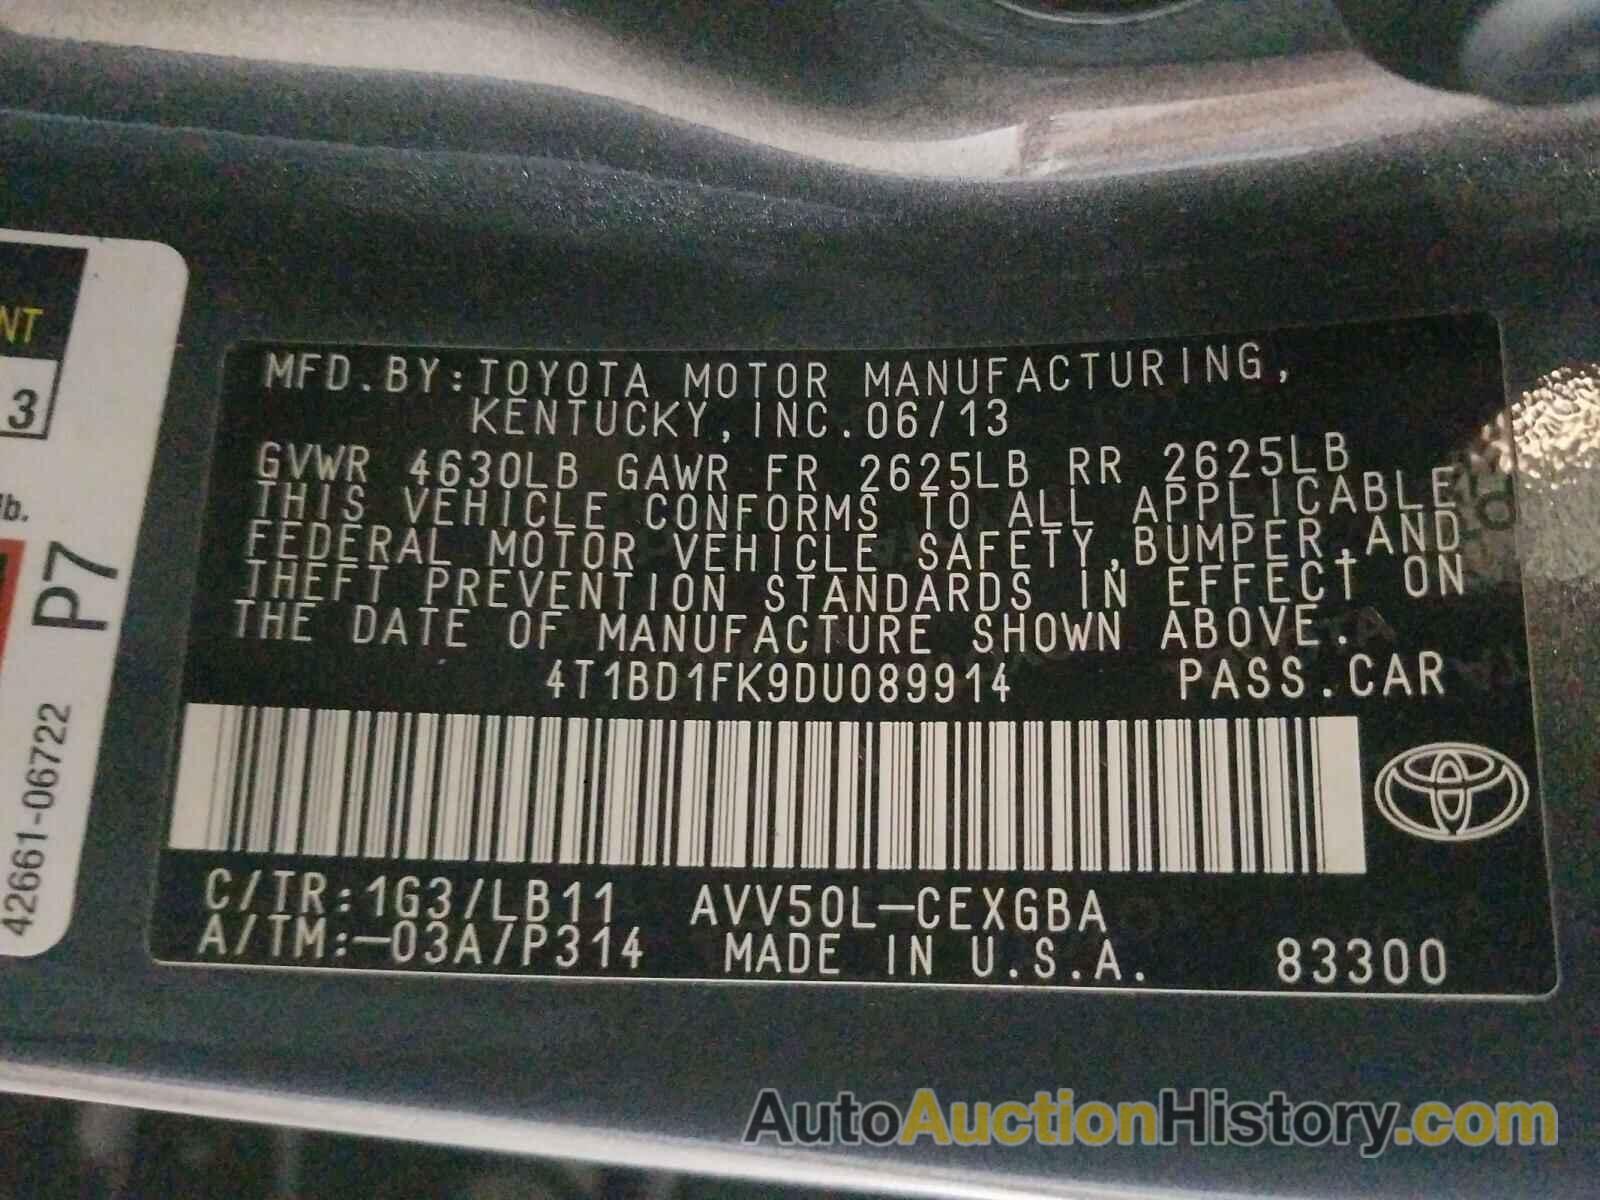 MFD.BY:TOYOTA MOTOR MANUFACTURING,
KENTUCKY,INC.06/13
GVWR 4630LB GAWR FR 2625LB RR 2625LB
THIS VEHICLE CONFORMS TO ALL APPLICABLE
FEDERAL MOTOR VEHICLE SAFETY,BUMPER,AND
THEFT PREVENTION STANDARDS IN EFFECT ON
THE DATE OF MANUFACTURE SHOWN ABOVE.
4T1BD1FK9DU089914 PASS.CAR
C/TR:1G3/LB11 AVV50L-CEXGBA
A/TM:-03A/P314 MADE IN U.S.A. 83300
NT
3
lb.
P7
42661-06722
AutoAuctionHistory.com